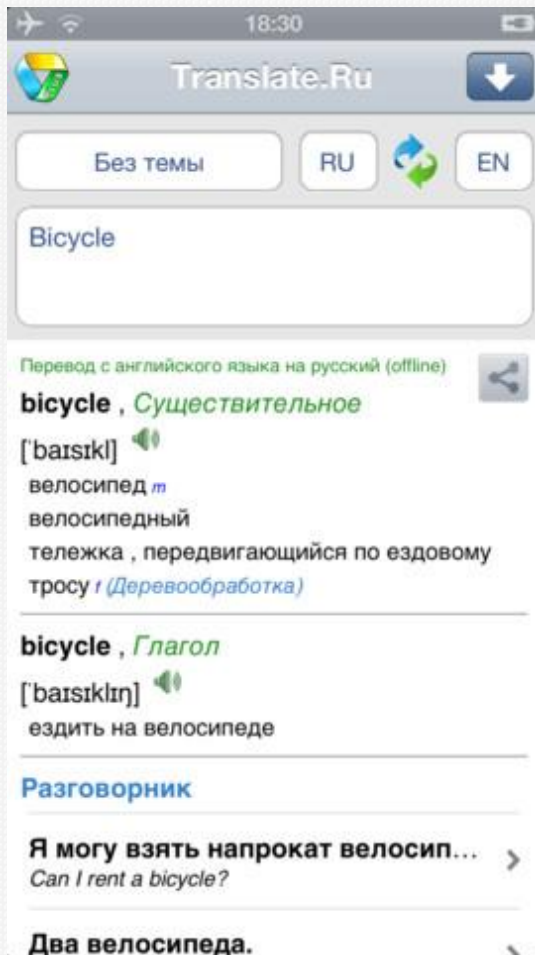 18:30
Translate.Ru
Без темы RU EN
Bicycle
Перевод с английского языка на русский (offline)
bicycle , Существительное
['baɪsɪkl]
велосипед m
велосипедный
тележка , передвигающийся по ездовому
тросу f (Деревообработка)
bicycle , Глагол
['baɪsɪklɪŋ]
ездить на велосипеде
Разговорник
Я могу взять напрокат велосип...
Can I rent a bicycle?
Два велосипеда.